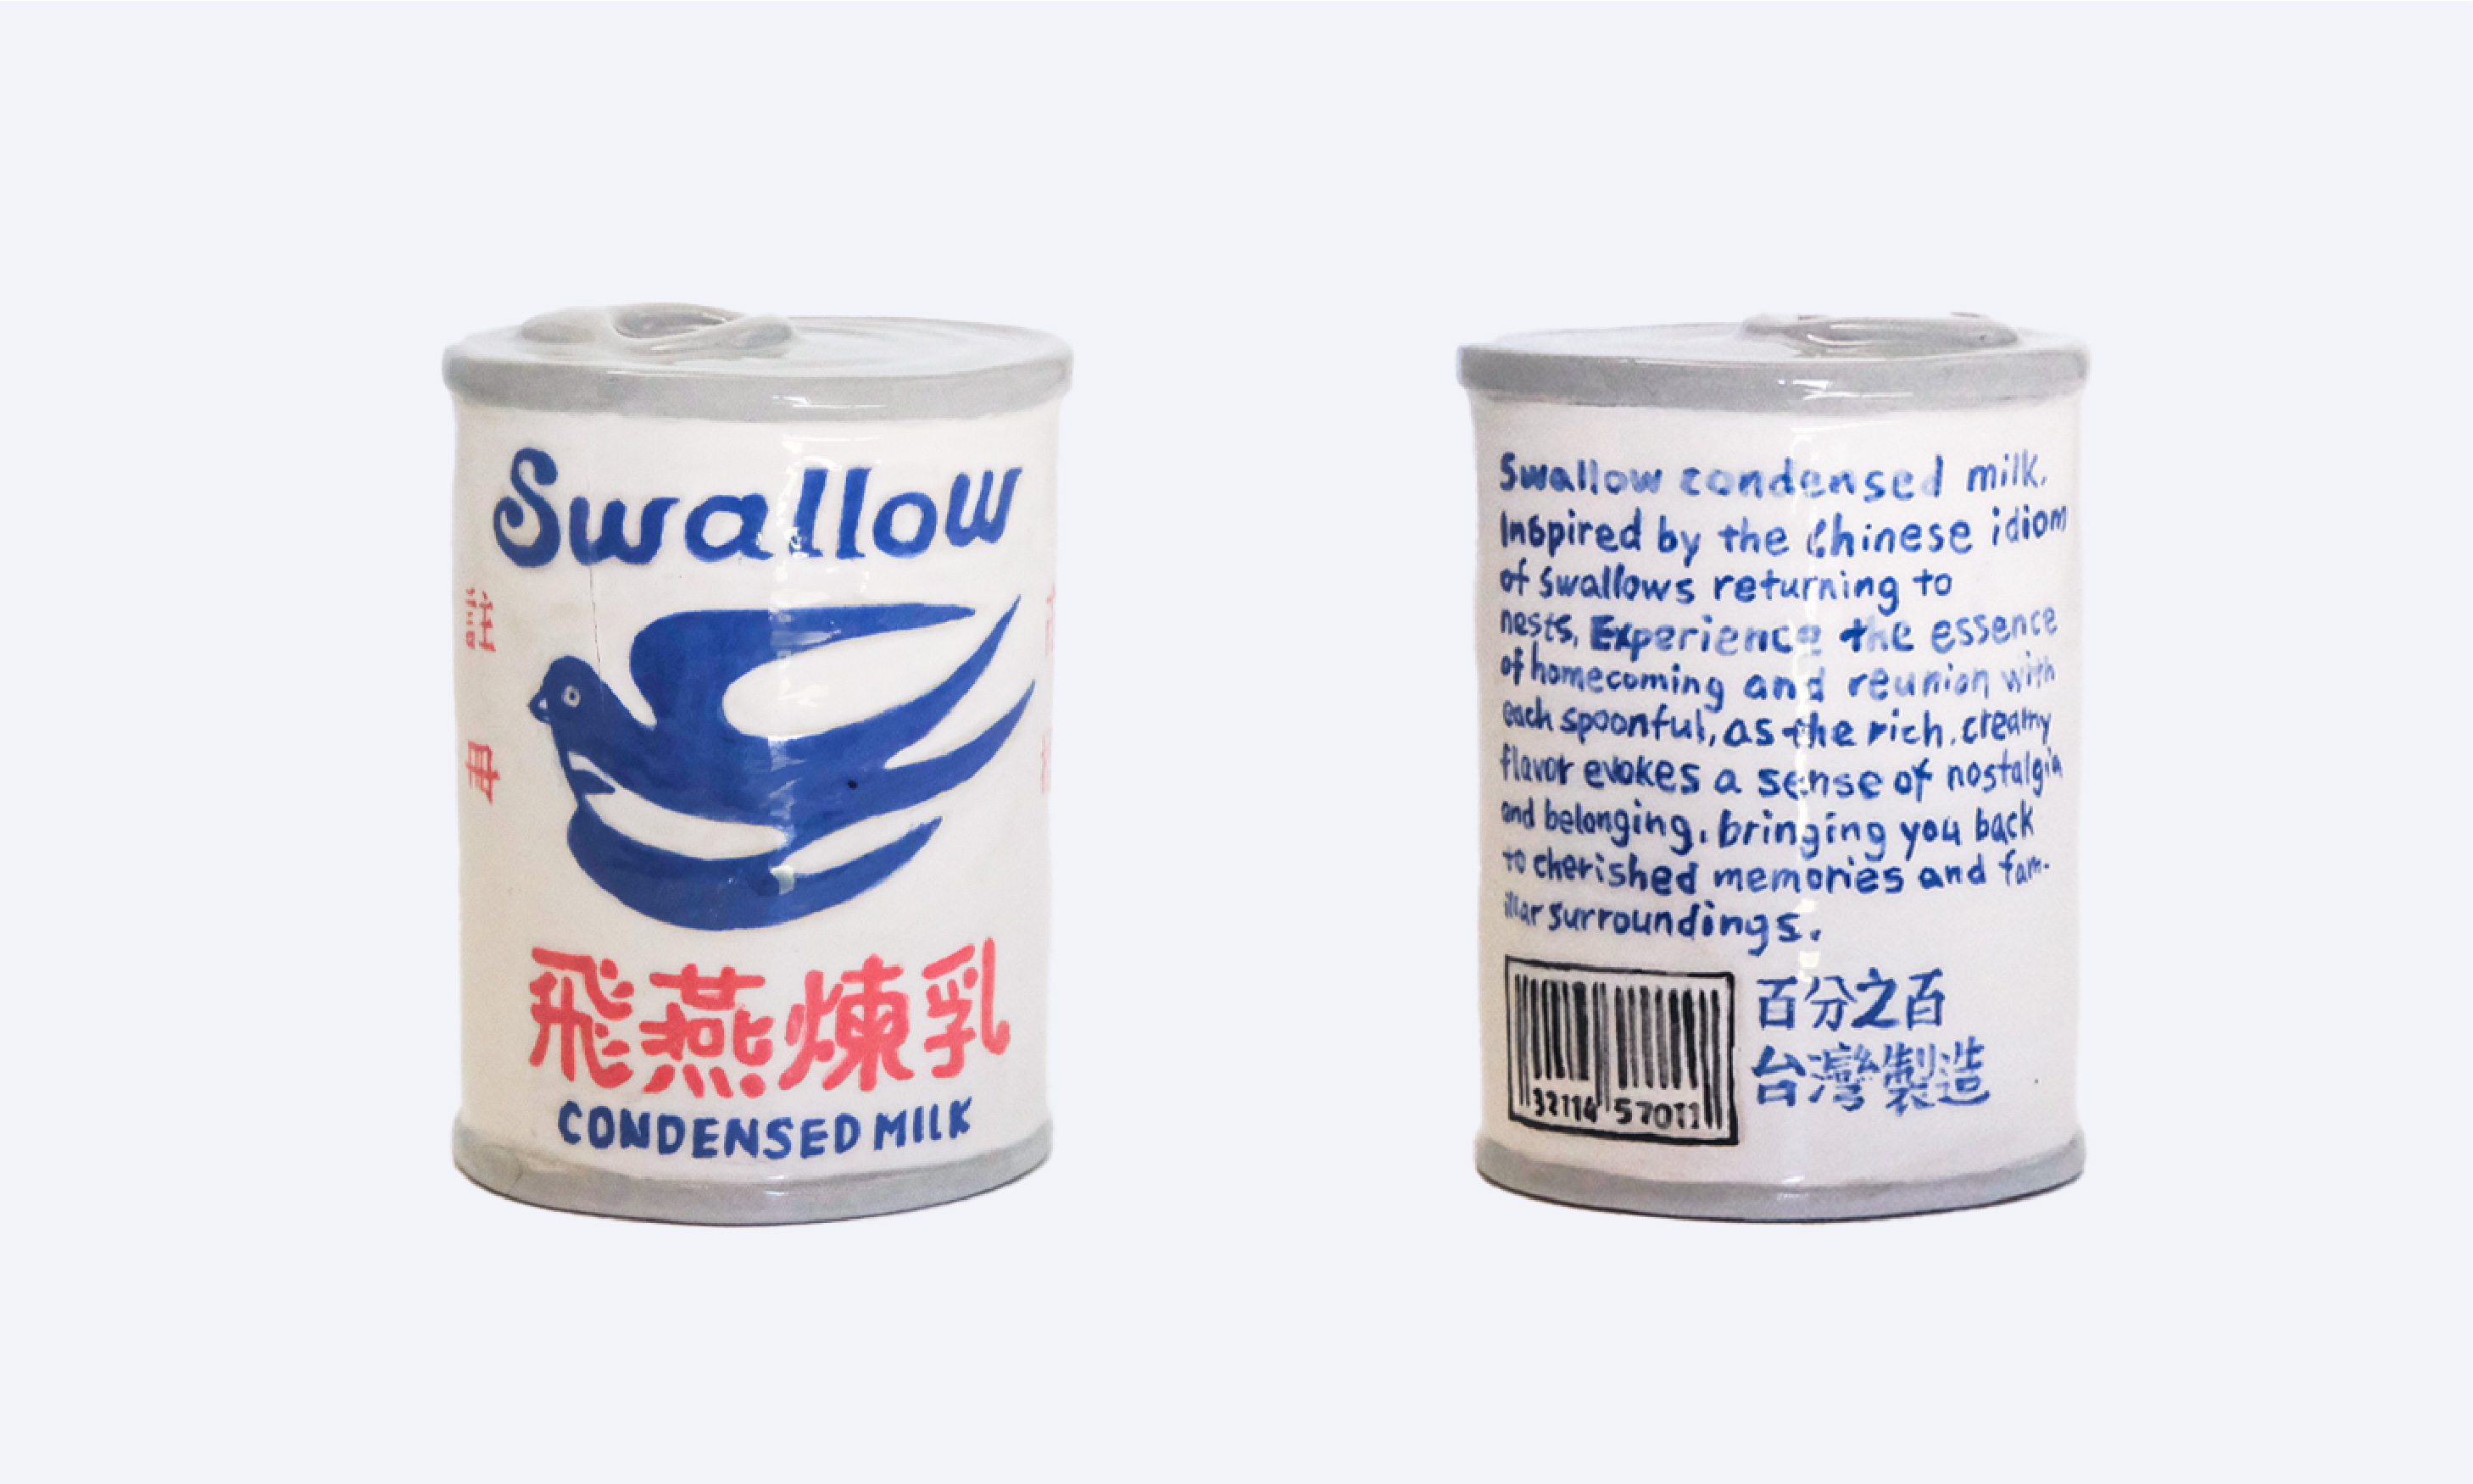 Swallow
註
冊
飛燕煉乳
CONDENSED MILK
Swallow condensed milk.
Inspired by the Chinese idiom
of swallows returning to
nests, Experience the essence
of homecoming and reunion with
each spoonful, as the rich, creamy
flavor evokes a sense of nostalgia
and belonging, bringing you back
to cherished memories and fam-
iliar surroundings.
32114 57011
百分之百
台灣製造